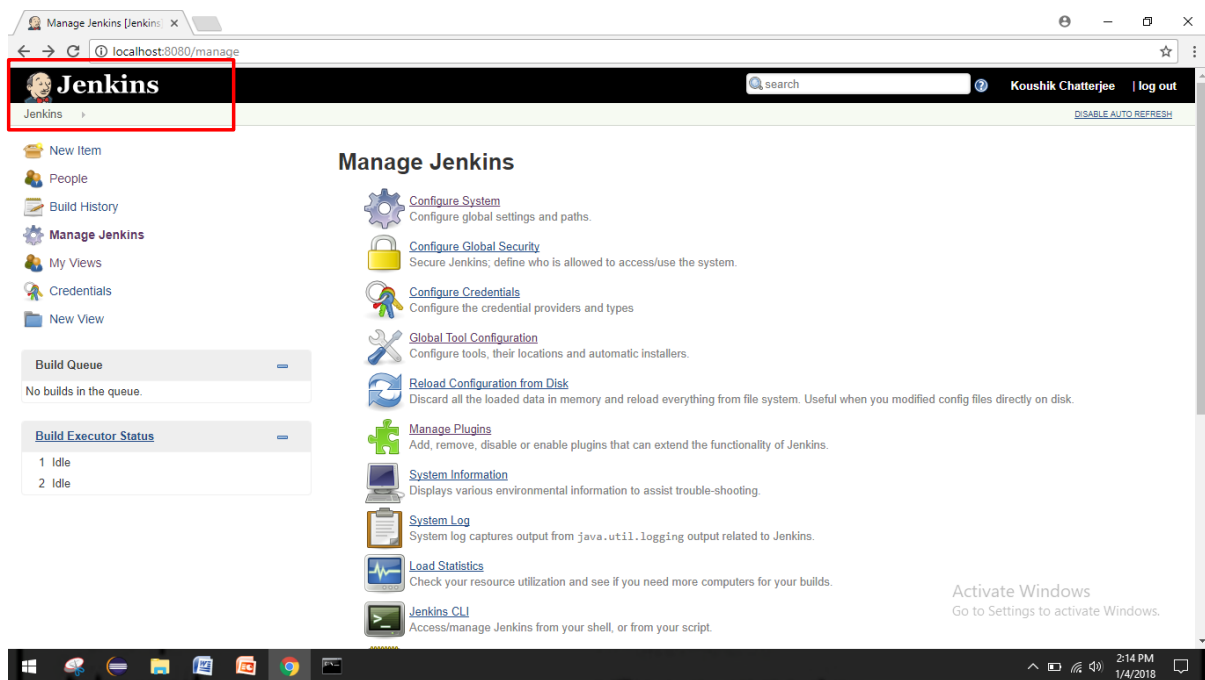 Manage Jenkins [Jenkins]
localhost:8080/manage
Jenkins
search
Koushik Chatterjee | log out
Jenkins
DISABLE AUTO REFRESH
New Item
People
Build History
Manage Jenkins
My Views
Credentials
New View
Build Queue
No builds in the queue.
Build Executor Status
1 Idle
2 Idle
Manage Jenkins
Configure System
Configure global settings and paths.
Configure Global Security
Secure Jenkins; define who is allowed to access/use the system.
Configure Credentials
Configure the credential providers and types
Global Tool Configuration
Configure tools, their locations and automatic installers.
Reload Configuration from Disk
Discard all the loaded data in memory and reload everything from file system. Useful when you modified config files directly on disk.
Manage Plugins
Add, remove, disable or enable plugins that can extend the functionality of Jenkins.
System Information
Displays various environmental information to assist trouble-shooting.
System Log
System log captures output from java.util.logging output related to Jenkins.
Load Statistics
Check your resource utilization and see if you need more computers for your builds.
Jenkins CLI
Access/manage Jenkins from your shell, or from your script.
Activate Windows
Go to Settings to activate Windows.
2:14 PM
1/4/2018